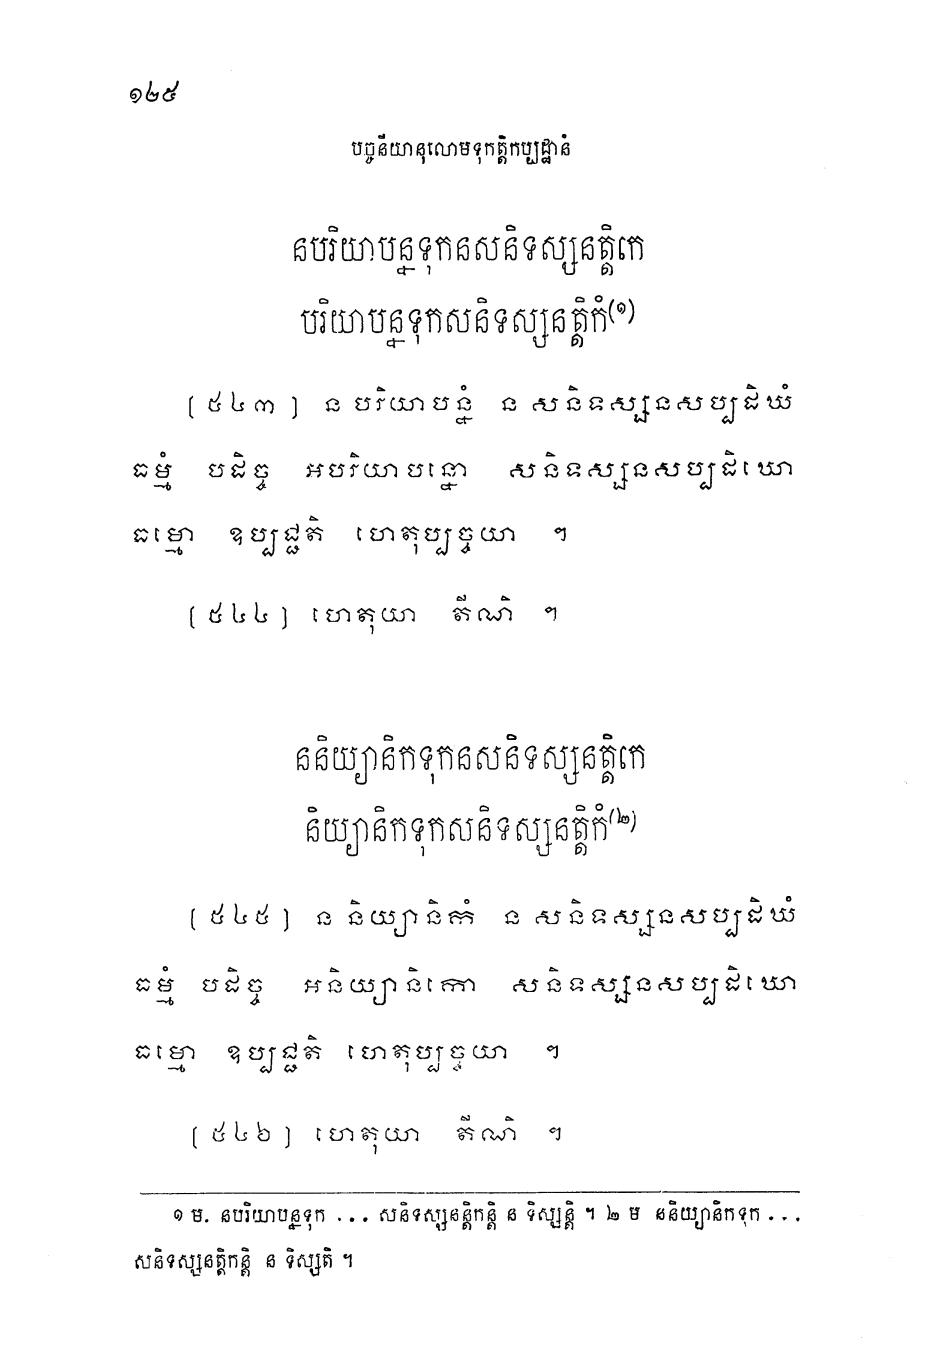 ១២៥
បច្ចនីយានុលោមទុកត្តិកប្បដ្ឋានំ
នបរិយាបន្នទុកនសនិទស្សនត្តិកេ
បរិយាបន្នទុកសនិទស្សនត្តិកំ(១)
[៥៤៣] ន បរិយាបន្នំ ន សនិទស្សនសប្បដិឃំ
ធម្មំ បដិច្ច អបរិយាបន្នោ សនិទស្សនសប្បដិឃោ
ធម្មោ ឧប្បជ្ជតិ ហេតុប្បច្ចយា ។
[៥៤៤] ហេតុយា តីណិ ។
ននិយ្យានិកទុកនសនិទស្សនត្តិកេ
និយ្យានិកទុកសនិទស្សនត្តិកំ(២)
[៥៤៥] ន និយ្យានិកំ ន សនិទស្សនសប្បដិឃំ
ធម្មំ បដិច្ច អនិយ្យានិកោ សនិទស្សនសប្បដិឃោ
ធម្មោ ឧប្បជ្ជតិ ហេតុប្បច្ចយា ។
[៥៤៦] ហេតុយា តីណិ ។
១ ម. នបរិយាបន្នទុក ... សនិទស្សនត្តិកន្តិ ន ទិស្សន្តិ ។ ២ ម ននិយ្យានិកទុក ...
សនិទស្សនត្តិកន្តិ ន ទិស្សតិ ។